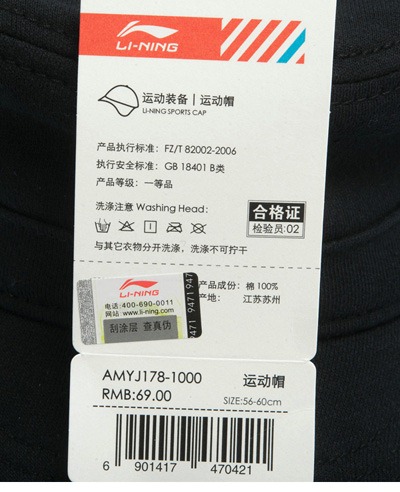 LI-NING
运动装备 | 运动帽
LI-NING SPORTS CAP
产品执行标准： FZ/T 82002-2006
执行安全标准： GB 18401 B类
产品等级： 一等品
洗涤注意 Washing Head：
合格证
检验员:02
与其它衣物分开洗涤，洗涤不可拧干
LI-NING
电话:400-690-0011
网址:www.li-ning.com
刮涂层 查真伪
9471 9471 947
产品成份： 棉 100%
产地： 江苏苏州
AMYJ178-1000 运动帽
RMB:69.00 SIZE:56-60cm
6 901417 470421